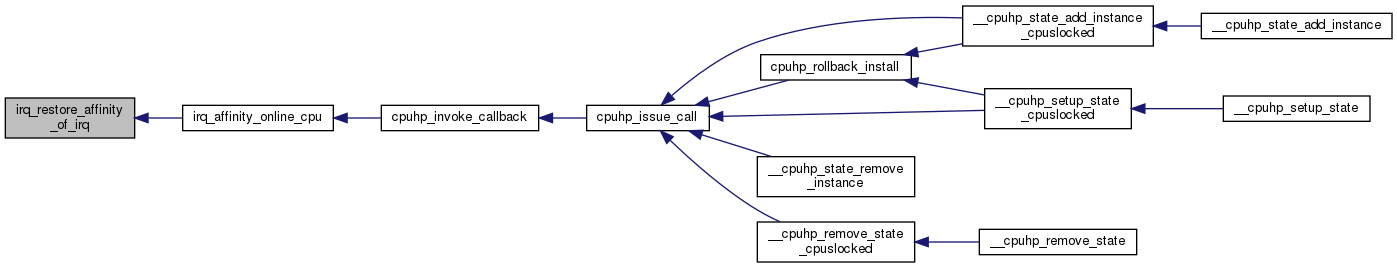 irq_restore_affinity
_of_irq
irq_affinity_online_cpu
cpuhp_invoke_callback
cpuhp_issue_call
__cpuhp_state_add_instance
_cpuslocked
__cpuhp_state_add_instance
cpuhp_rollback_install
__cpuhp_setup_state
_cpuslocked
__cpuhp_setup_state
__cpuhp_state_remove
_instance
__cpuhp_remove_state
_cpuslocked
__cpuhp_remove_state